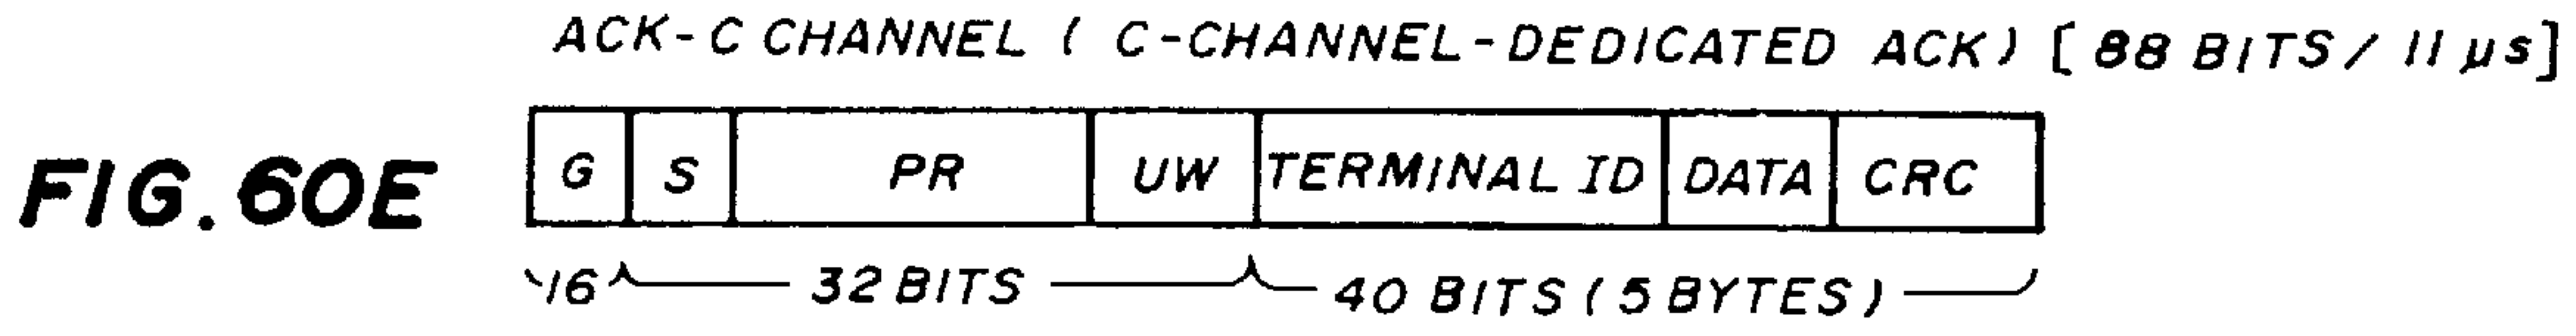 ACK-C CHANNEL ( C-CHANNEL-DEDICATED ACK) [ 88 BITS / 11 µs]
FIG. 60E
G S PR UW TERMINAL ID DATA CRC
16 32 BITS 40 BITS (5 BYTES)